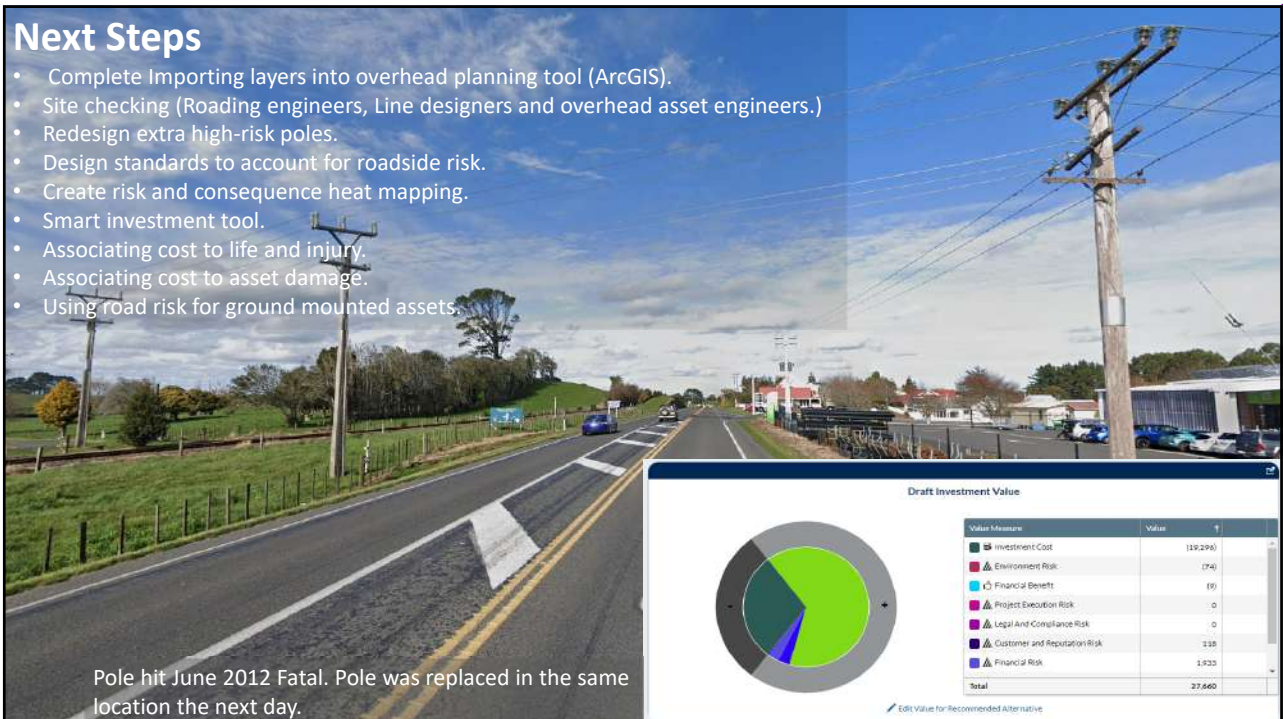 Next Steps
• Complete Importing layers into overhead planning tool (ArcGIS).
• Site checking (Roading engineers, Line designers and overhead asset engineers.)
• Redesign extra high-risk poles.
• Design standards to account for roadside risk.
• Create risk and consequence heat mapping.
• Smart investment tool.
• Associating cost to life and injury.
• Associating cost to asset damage.
• Using road risk for ground mounted assets.
Draft Investment Value
Value Measure Value ↑
Investment Cost (19,296)
Environment Risk (74)
Financial Benefit (9)
Project Execution Risk 0
Legal And Compliance Risk 0
Customer and Reputation Risk 118
Financial Risk 1,933
Total 27,660
- +
Edit Value for Recommended Alternative
Pole hit June 2012 Fatal. Pole was replaced in the same
location the next day.